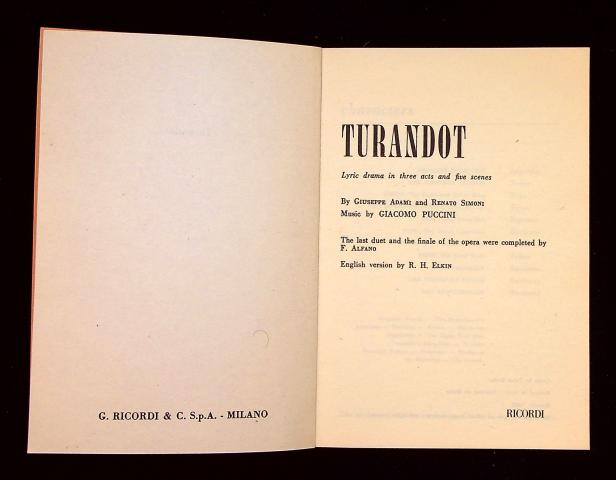 G. RICORDI & C. S.p.A. - MILANO
TURANDOT
Lyric drama in three acts and five scenes
By GIUSEPPE ADAMI and RENATO SIMONI
Music by GIACOMO PUCCINI
The last duet and the finale of the opera were completed by
F. ALFANO
English version by R. H. ELKIN
RICORDI